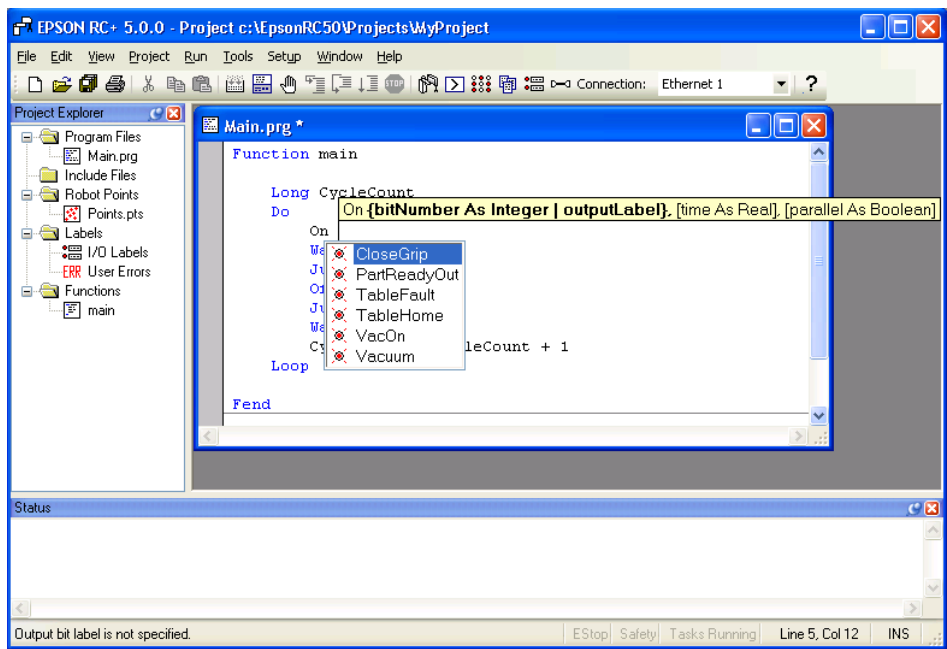 EPSON RC+ 5.0.0 - Project c:\EpsonRC50\Projects\MyProject
File Edit View Project Run Tools Setup Window Help
Connection: Ethernet 1
Project Explorer
Program Files
Main.prg
Include Files
Robot Points
Points.pts
Labels
I/O Labels
ERR User Errors
Functions
main
Main.prg *
Function main
Long CycleCount
Do
On {bitNumber As Integer | outputLabel}, [time As Real], [parallel As Boolean]
On
CloseGrip
PartReadyOut
TableFault
TableHome
VacOn
Vacuum
leCount + 1
Loop
Fend
Status
Output bit label is not specified.
EStop Safety Tasks Running Line 5, Col 12 INS